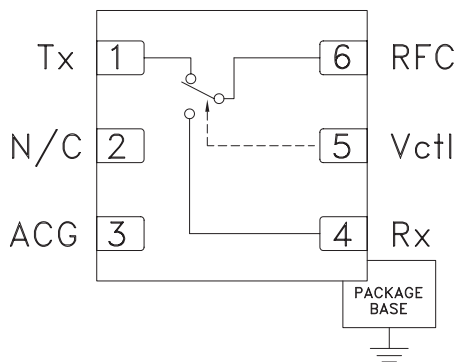 Tx 1 6 RFC
N/C 2 5 Vctl
ACG 3 4 Rx
PACKAGE
BASE